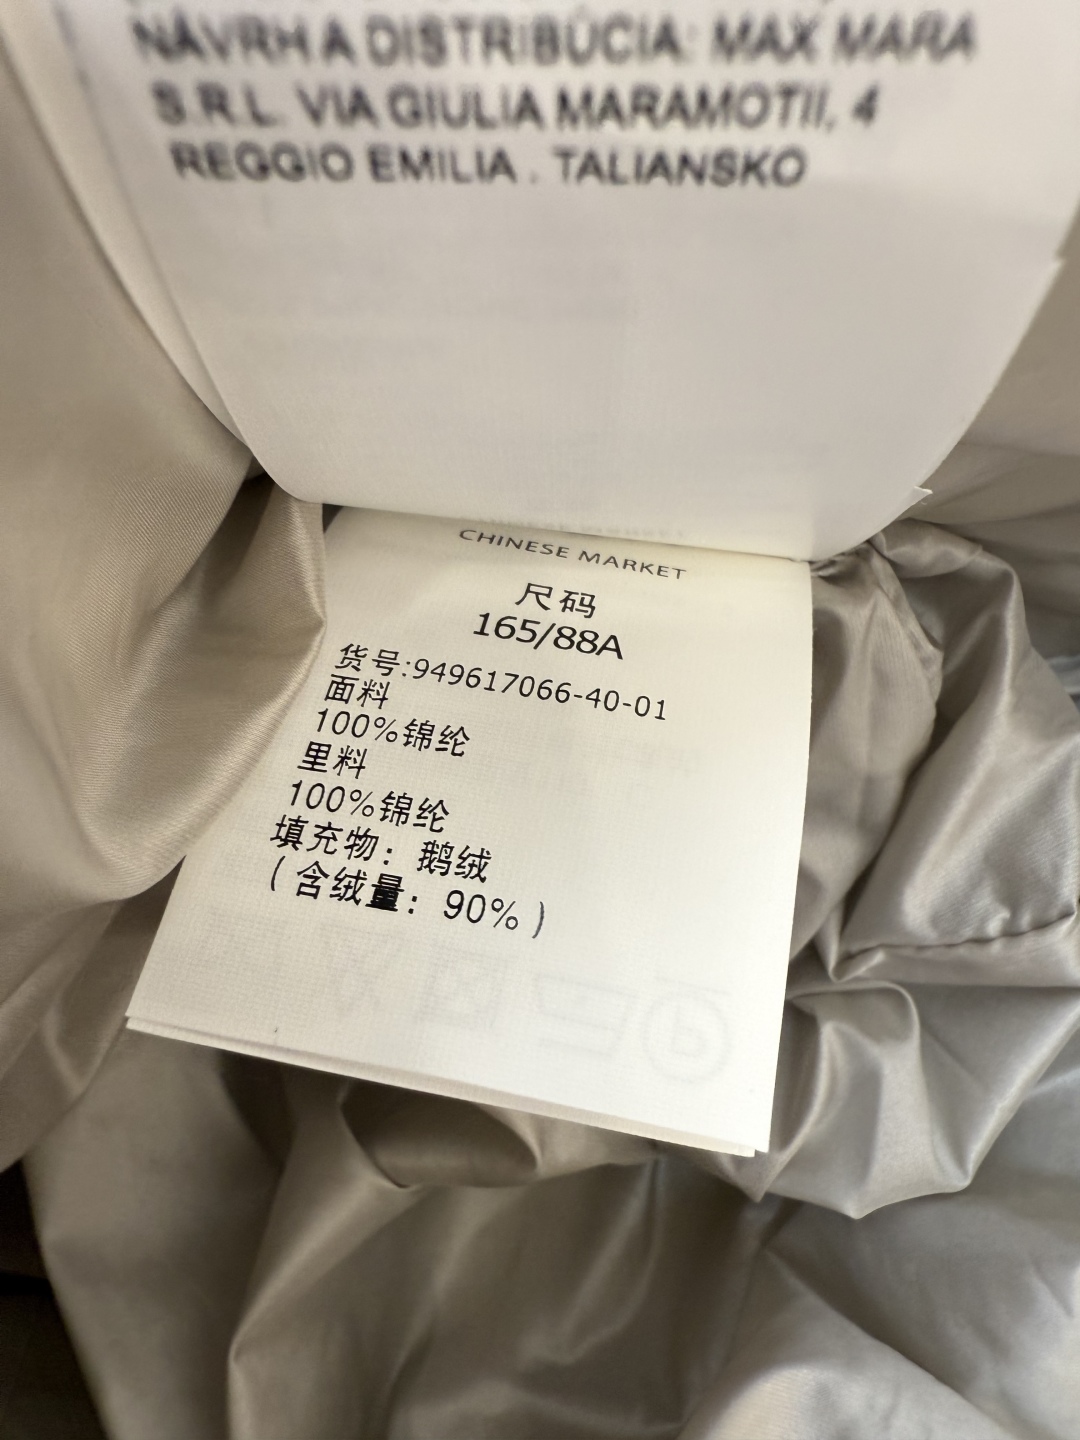 NÁVRH A DISTRIBÚCIA: MAX MARA
S.R.L. VIA GIULIA MARAMOTTI, 4
REGGIO EMILIA . TALIANSKO
CHINESE MARKET
尺码
165/88A
货号:949617066-40-01
面料
100%锦纶
里料
100%锦纶
填充物：鹅绒
(含绒量：90%)